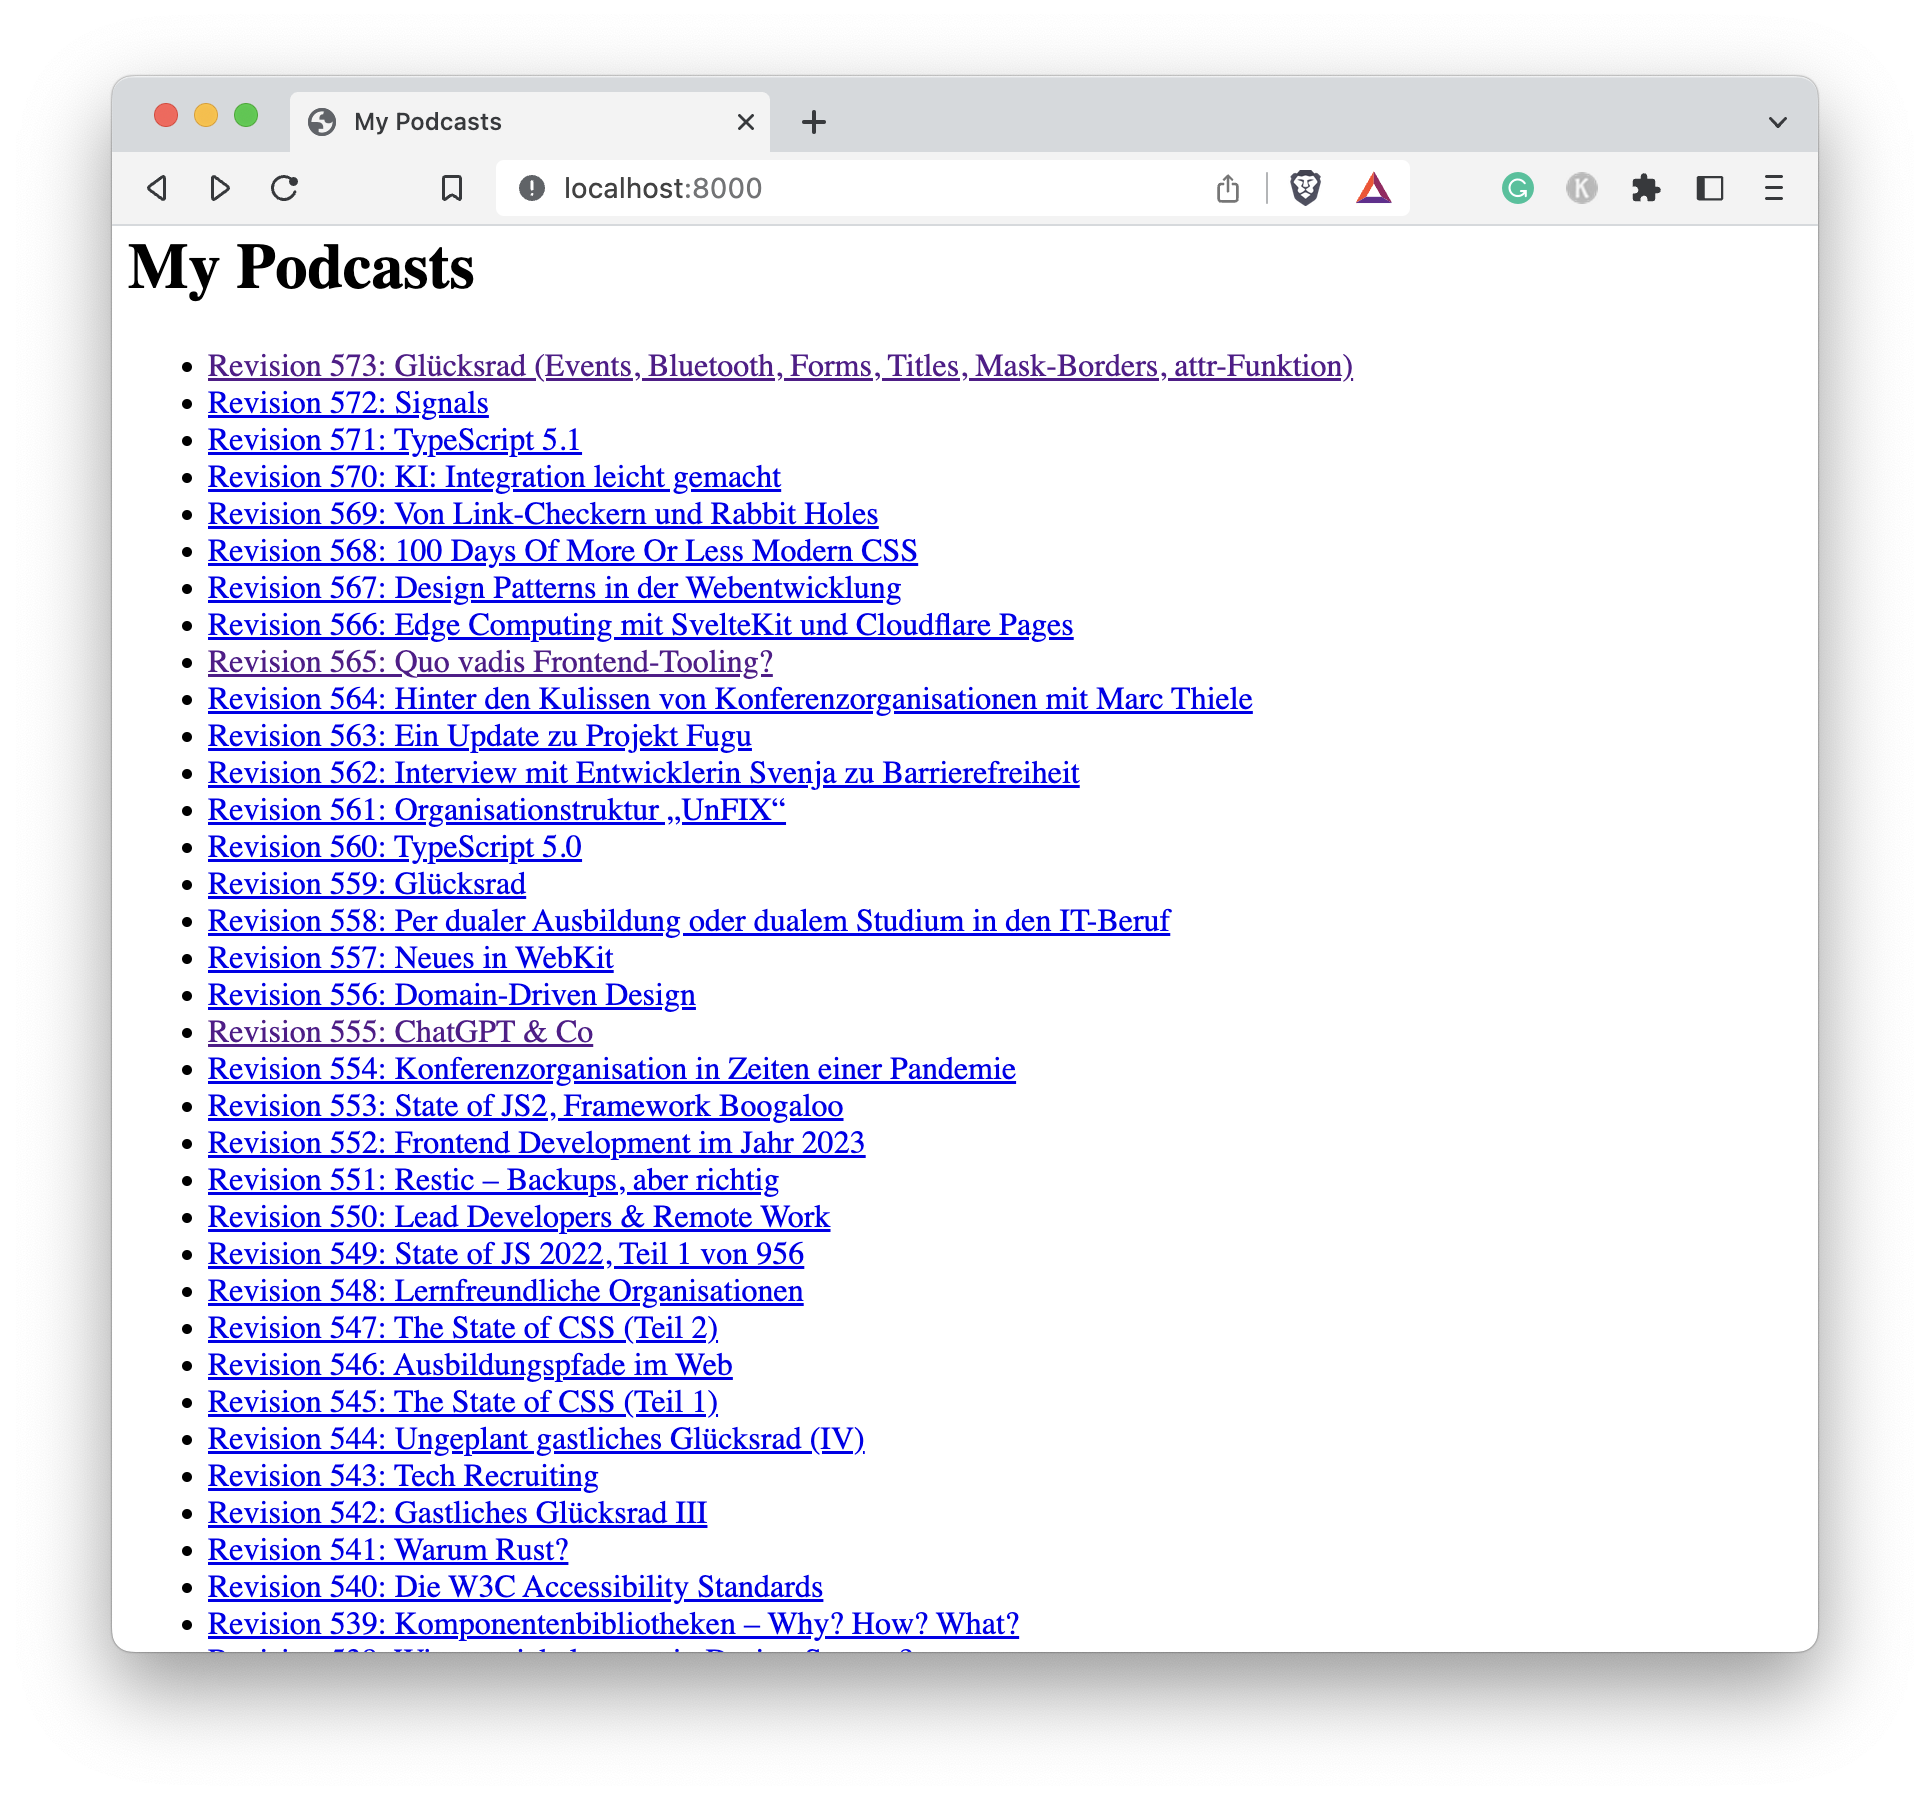 My Podcasts
localhost:8000
My Podcasts
Revision 573: Glücksrad (Events, Bluetooth, Forms, Titles, Mask-Borders, attr-Funktion)
Revision 572: Signals
Revision 571: TypeScript 5.1
Revision 570: KI: Integration leicht gemacht
Revision 569: Von Link-Checkern und Rabbit Holes
Revision 568: 100 Days Of More Or Less Modern CSS
Revision 567: Design Patterns in der Webentwicklung
Revision 566: Edge Computing mit SvelteKit und Cloudflare Pages
Revision 565: Quo vadis Frontend-Tooling?
Revision 564: Hinter den Kulissen von Konferenzorganisationen mit Marc Thiele
Revision 563: Ein Update zu Projekt Fugu
Revision 562: Interview mit Entwicklerin Svenja zu Barrierefreiheit
Revision 561: Organisationstruktur „UnFIX“
Revision 560: TypeScript 5.0
Revision 559: Glücksrad
Revision 558: Per dualer Ausbildung oder dualem Studium in den IT-Beruf
Revision 557: Neues in WebKit
Revision 556: Domain-Driven Design
Revision 555: ChatGPT & Co
Revision 554: Konferenzorganisation in Zeiten einer Pandemie
Revision 553: State of JS2, Framework Boogaloo
Revision 552: Frontend Development im Jahr 2023
Revision 551: Restic – Backups, aber richtig
Revision 550: Lead Developers & Remote Work
Revision 549: State of JS 2022, Teil 1 von 956
Revision 548: Lernfreundliche Organisationen
Revision 547: The State of CSS (Teil 2)
Revision 546: Ausbildungspfade im Web
Revision 545: The State of CSS (Teil 1)
Revision 544: Ungeplant gastliches Glücksrad (IV)
Revision 543: Tech Recruiting
Revision 542: Gastliches Glücksrad III
Revision 541: Warum Rust?
Revision 540: Die W3C Accessibility Standards
Revision 539: Komponentenbibliotheken – Why? How? What?